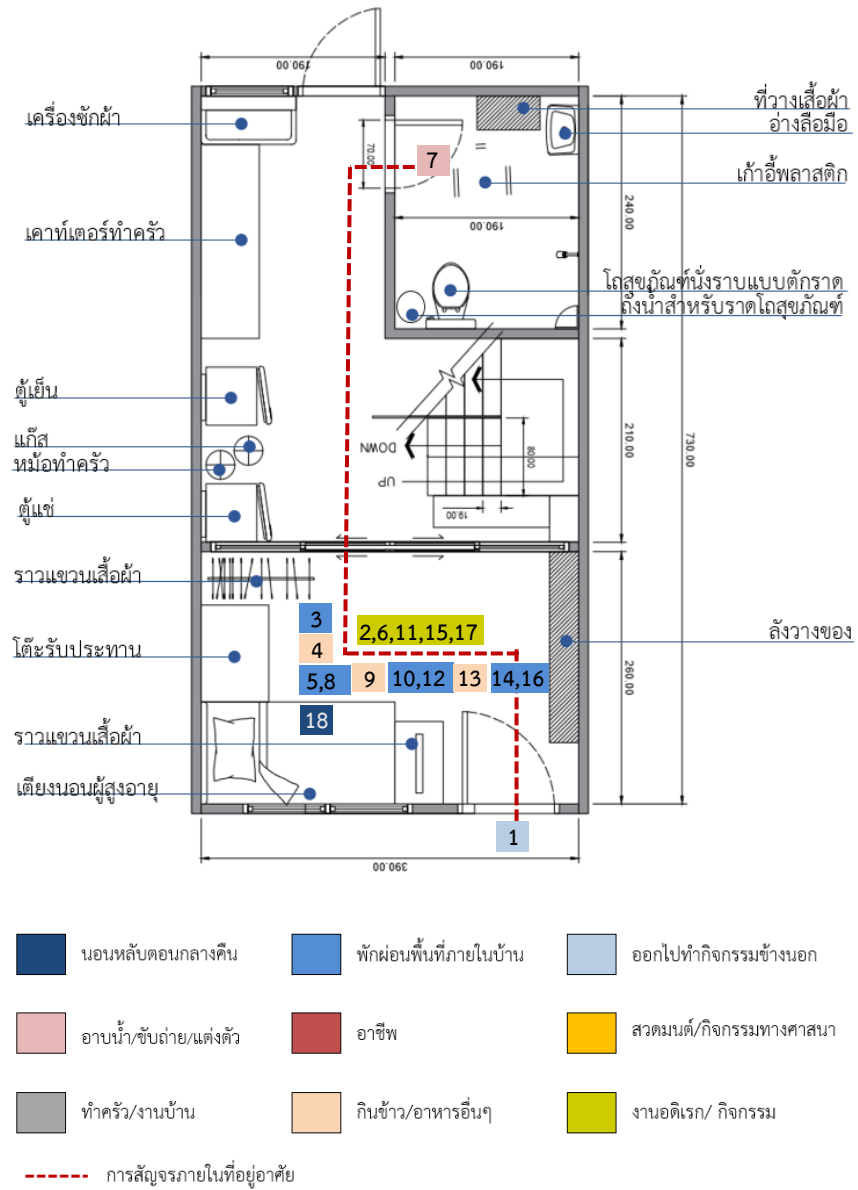 190.00
190.00
เครื่องซักผ้า
ที่วางเสื้อผ้า
อ่างล้อมือ
70.00
7
เก้าอี้พลาสติก
เคาท์เตอร์ทำครัว
190.00
240.00
โถสุขภัณฑ์นั่งราบแบบตักราด
ถังน้ำสำหรับราดโถสุขภัณฑ์
ตู้เย็น
แก๊ส
หม้อทำครัว
ตู้แช่
DOWN
UP
80.00
19.00
210.00
730.00
ราวแขวนเสื้อผ้า
3
2,6,11,15,17
4
โต๊ะรับประทาน
ลังวางของ
5,8
9
10,12
13
14,16
260.00
18
ราวแขวนเสื้อผ้า
เตียงนอนผู้สูงอายุ
1
390.00
นอนหลับตอนกลางคืน
พักผ่อนพื้นที่ภายในบ้าน
ออกไปทำกิจกรรมข้างนอก
อาบน้ำ/ขับถ่าย/แต่งตัว
อาชีพ
สวดมนต์/กิจกรรมทางศาสนา
ทำครัว/งานบ้าน
กินข้าว/อาหารอื่นๆ
งานอดิเรก/ กิจกรรม
การสัญจรภายในที่อยู่อาศัย